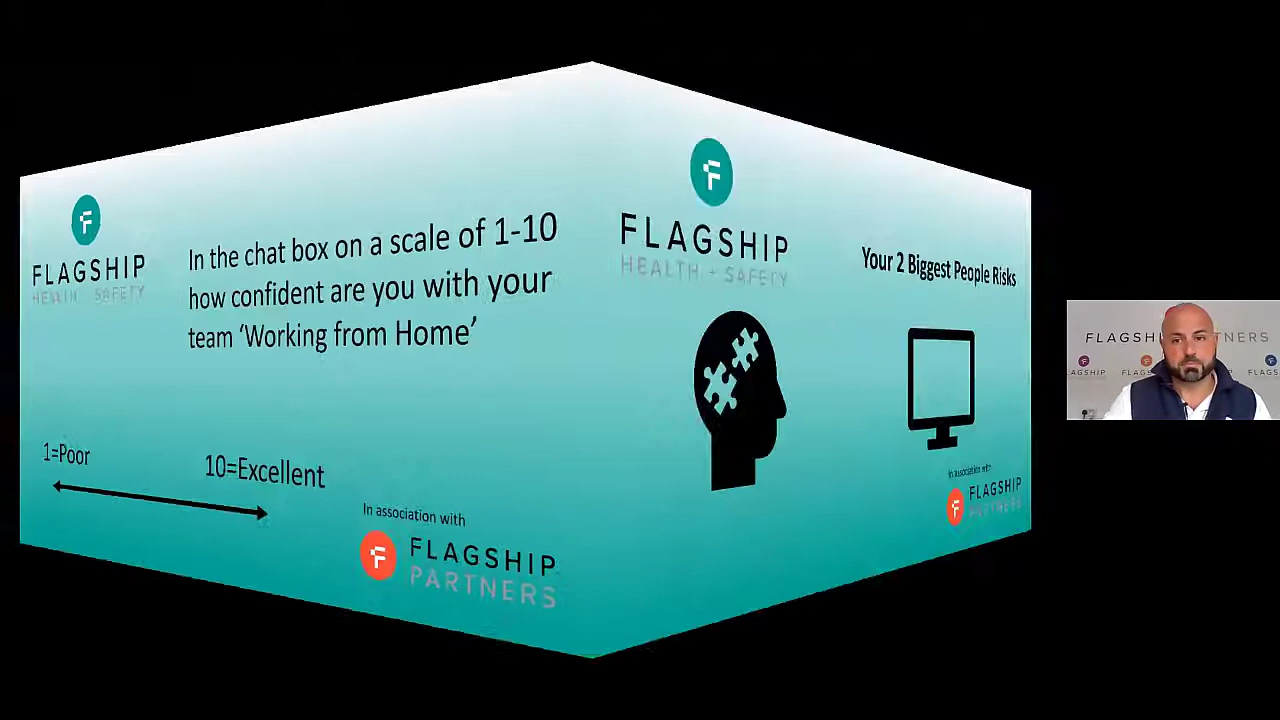 FLAGSHIP
HEALTH + SAFETY
In the chat box on a scale of 1-10
how confident are you with your
team ‘Working from Home’
1=Poor
10=Excellent
In association with
FLAGSHIP
PARTNERS
FLAGSHIP
HEALTH + SAFETY
Your 2 Biggest People Risks
In association with
FLAGSHIP
PARTNERS
FLAGSHIP